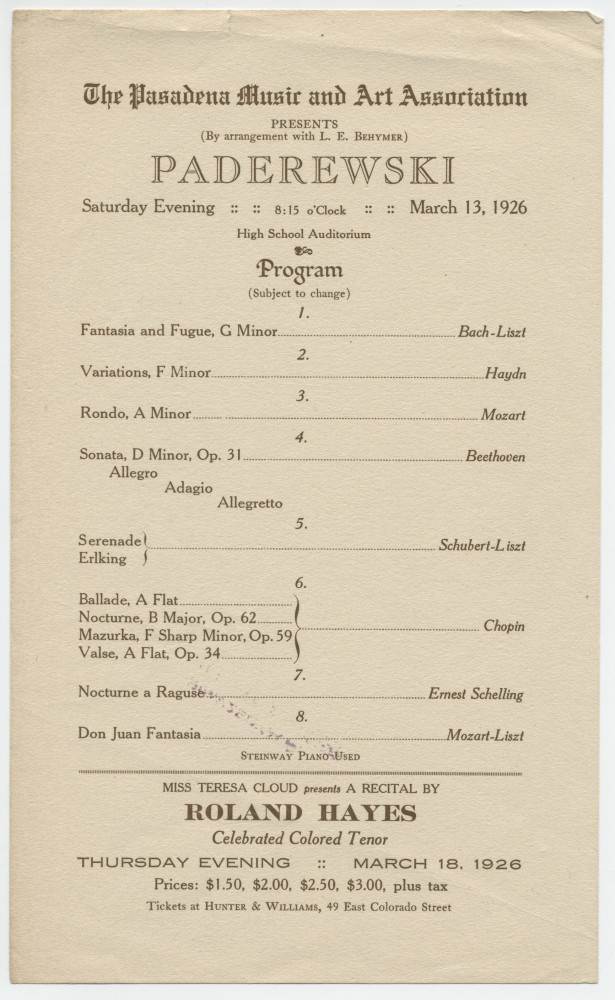 The Pasadena Music and Art Association
PRESENTS
(By arrangement with L. E. BEHYMER)
PADEREWSKI
Saturday Evening :: :: 8:15 o'Clock :: :: March 13, 1926
High School Auditorium
Program
(Subject to change)
1.
Fantasia and Fugue, G Minor Bach-Liszt
2.
Variations, F Minor Haydn
3.
Rondo, A Minor Mozart
4.
Sonata, D Minor, Op. 31 Beethoven
Allegro
Adagio
Allegretto
5.
Serenade
Erlking
Schubert-Liszt
6.
Ballade, A Flat
Nocturne, B Major, Op. 62
Mazurka, F Sharp Minor, Op. 59
Valse, A Flat, Op. 34
Chopin
7.
Nocturne a Raguse Ernest Schelling
8.
Don Juan Fantasia Mozart-Liszt
STEINWAY PIANO USED
MISS TERESA CLOUD presents A RECITAL BY
ROLAND HAYES
Celebrated Colored Tenor
THURSDAY EVENING :: MARCH 18, 1926
Prices: $1.50, $2.00, $2.50, $3.00, plus tax
Tickets at HUNTER & WILLIAMS, 49 East Colorado Street